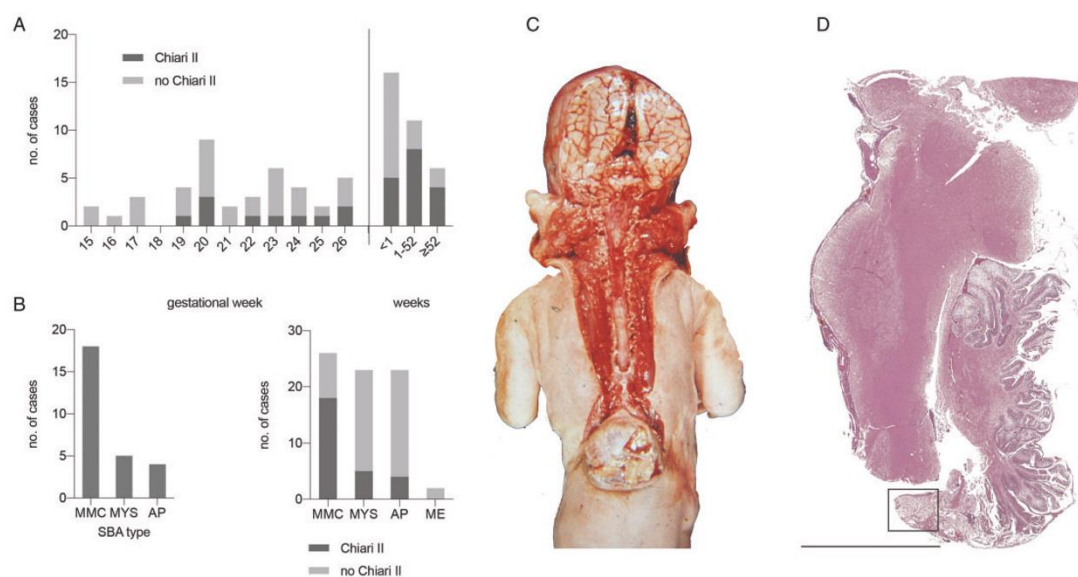 A
20
15
10
5
0
no. of cases
Chiari II
no Chiari II
15 16 17 18 19 20 21 22 23 24 25 26 <1 1-52 ≥52
gestational week
weeks
B
20
15
10
5
0
no. of cases
MMC MYS AP
SBA type
30
20
10
0
no. of cases
MMC MYS AP ME
Chiari II
no Chiari II
C
D